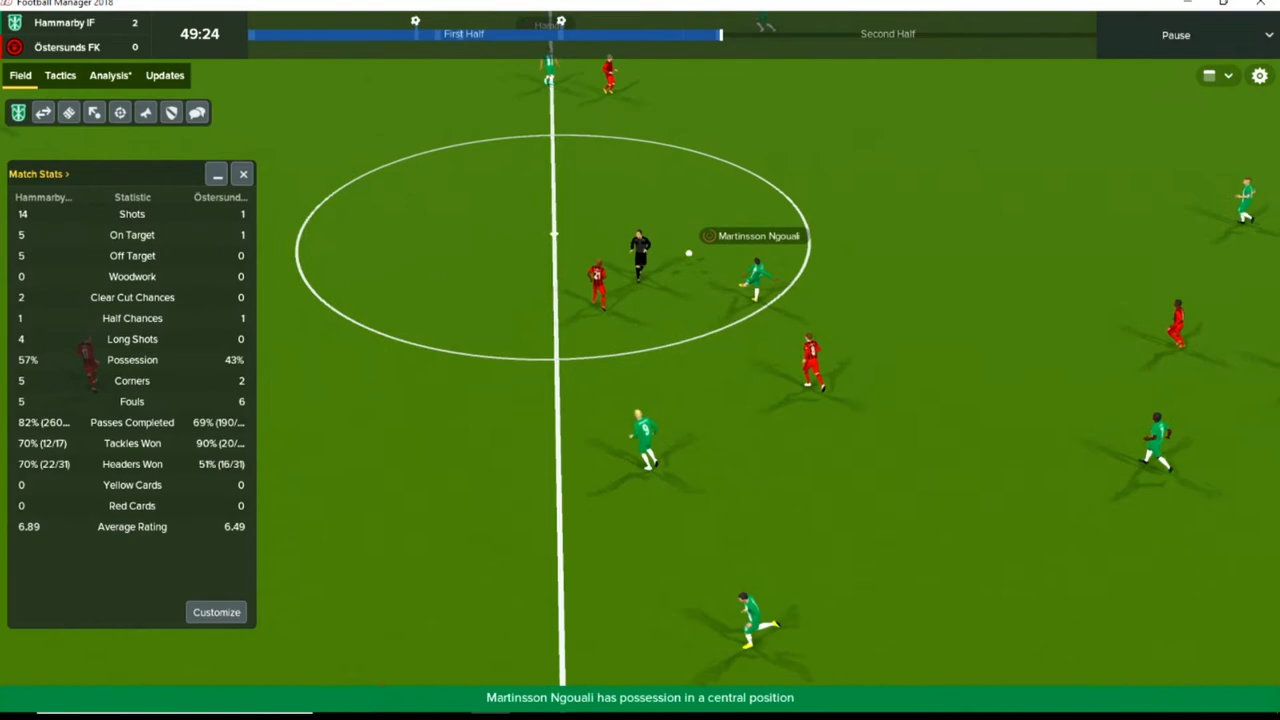 Football Manager 2018
Hammarby IF 2
Östersunds FK 0
49:24
First Half
Second Half
Pause
Field Tactics Analysis* Updates
Match Stats >
Hammarby... Statistic Östersund...
14 Shots 1
5 On Target 1
5 Off Target 0
0 Woodwork 0
2 Clear Cut Chances 0
1 Half Chances 1
4 Long Shots 0
57% Possession 43%
5 Corners 2
5 Fouls 6
82% (260... Passes Completed 69% (190/...
70% (12/17) Tackles Won 90% (20/...
70% (22/31) Headers Won 51% (16/31)
0 Yellow Cards 0
0 Red Cards 0
6.89 Average Rating 6.49
Customize
Martinsson Ngouali
9
Martinsson Ngouali has possession in a central position